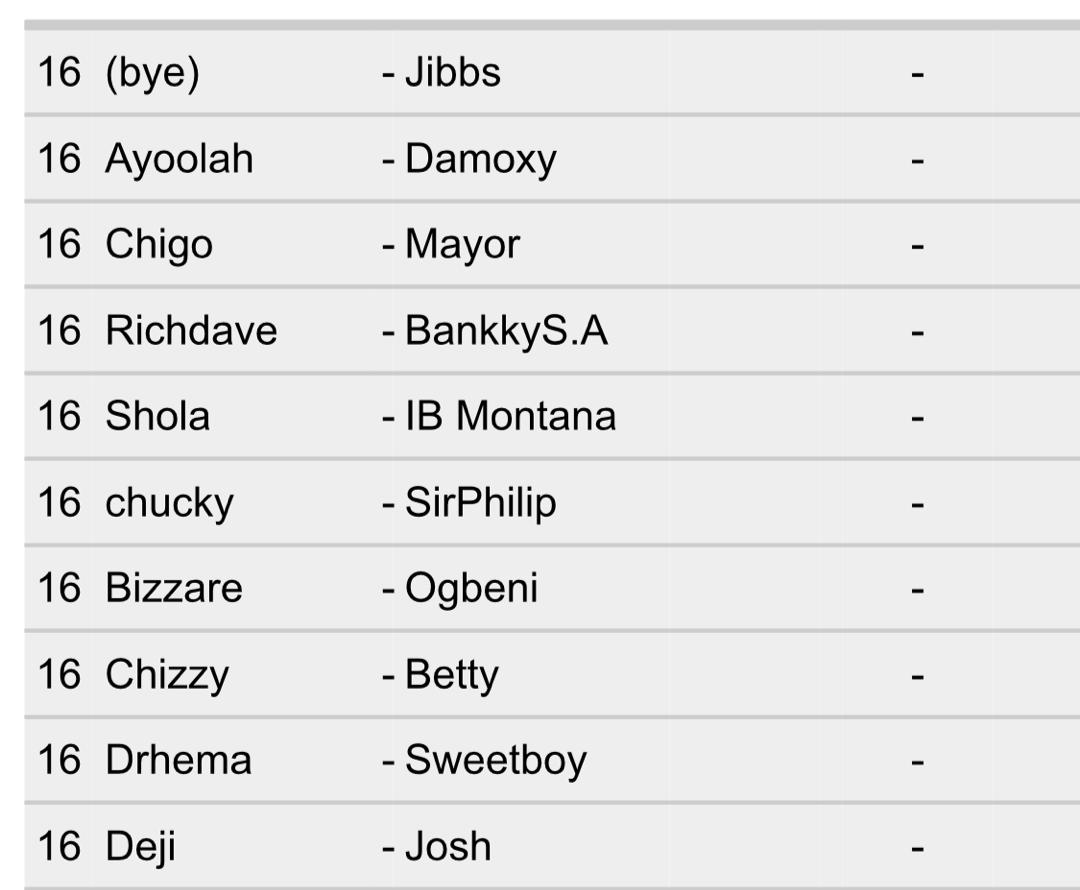 16 (bye) - Jibbs -
16 Ayoolah - Damoxy -
16 Chigo - Mayor -
16 Richdave - BankkyS.A -
16 Shola - IB Montana -
16 chucky - SirPhilip -
16 Bizzare - Ogbeni -
16 Chizzy - Betty -
16 Drhema - Sweetboy -
16 Deji - Josh -